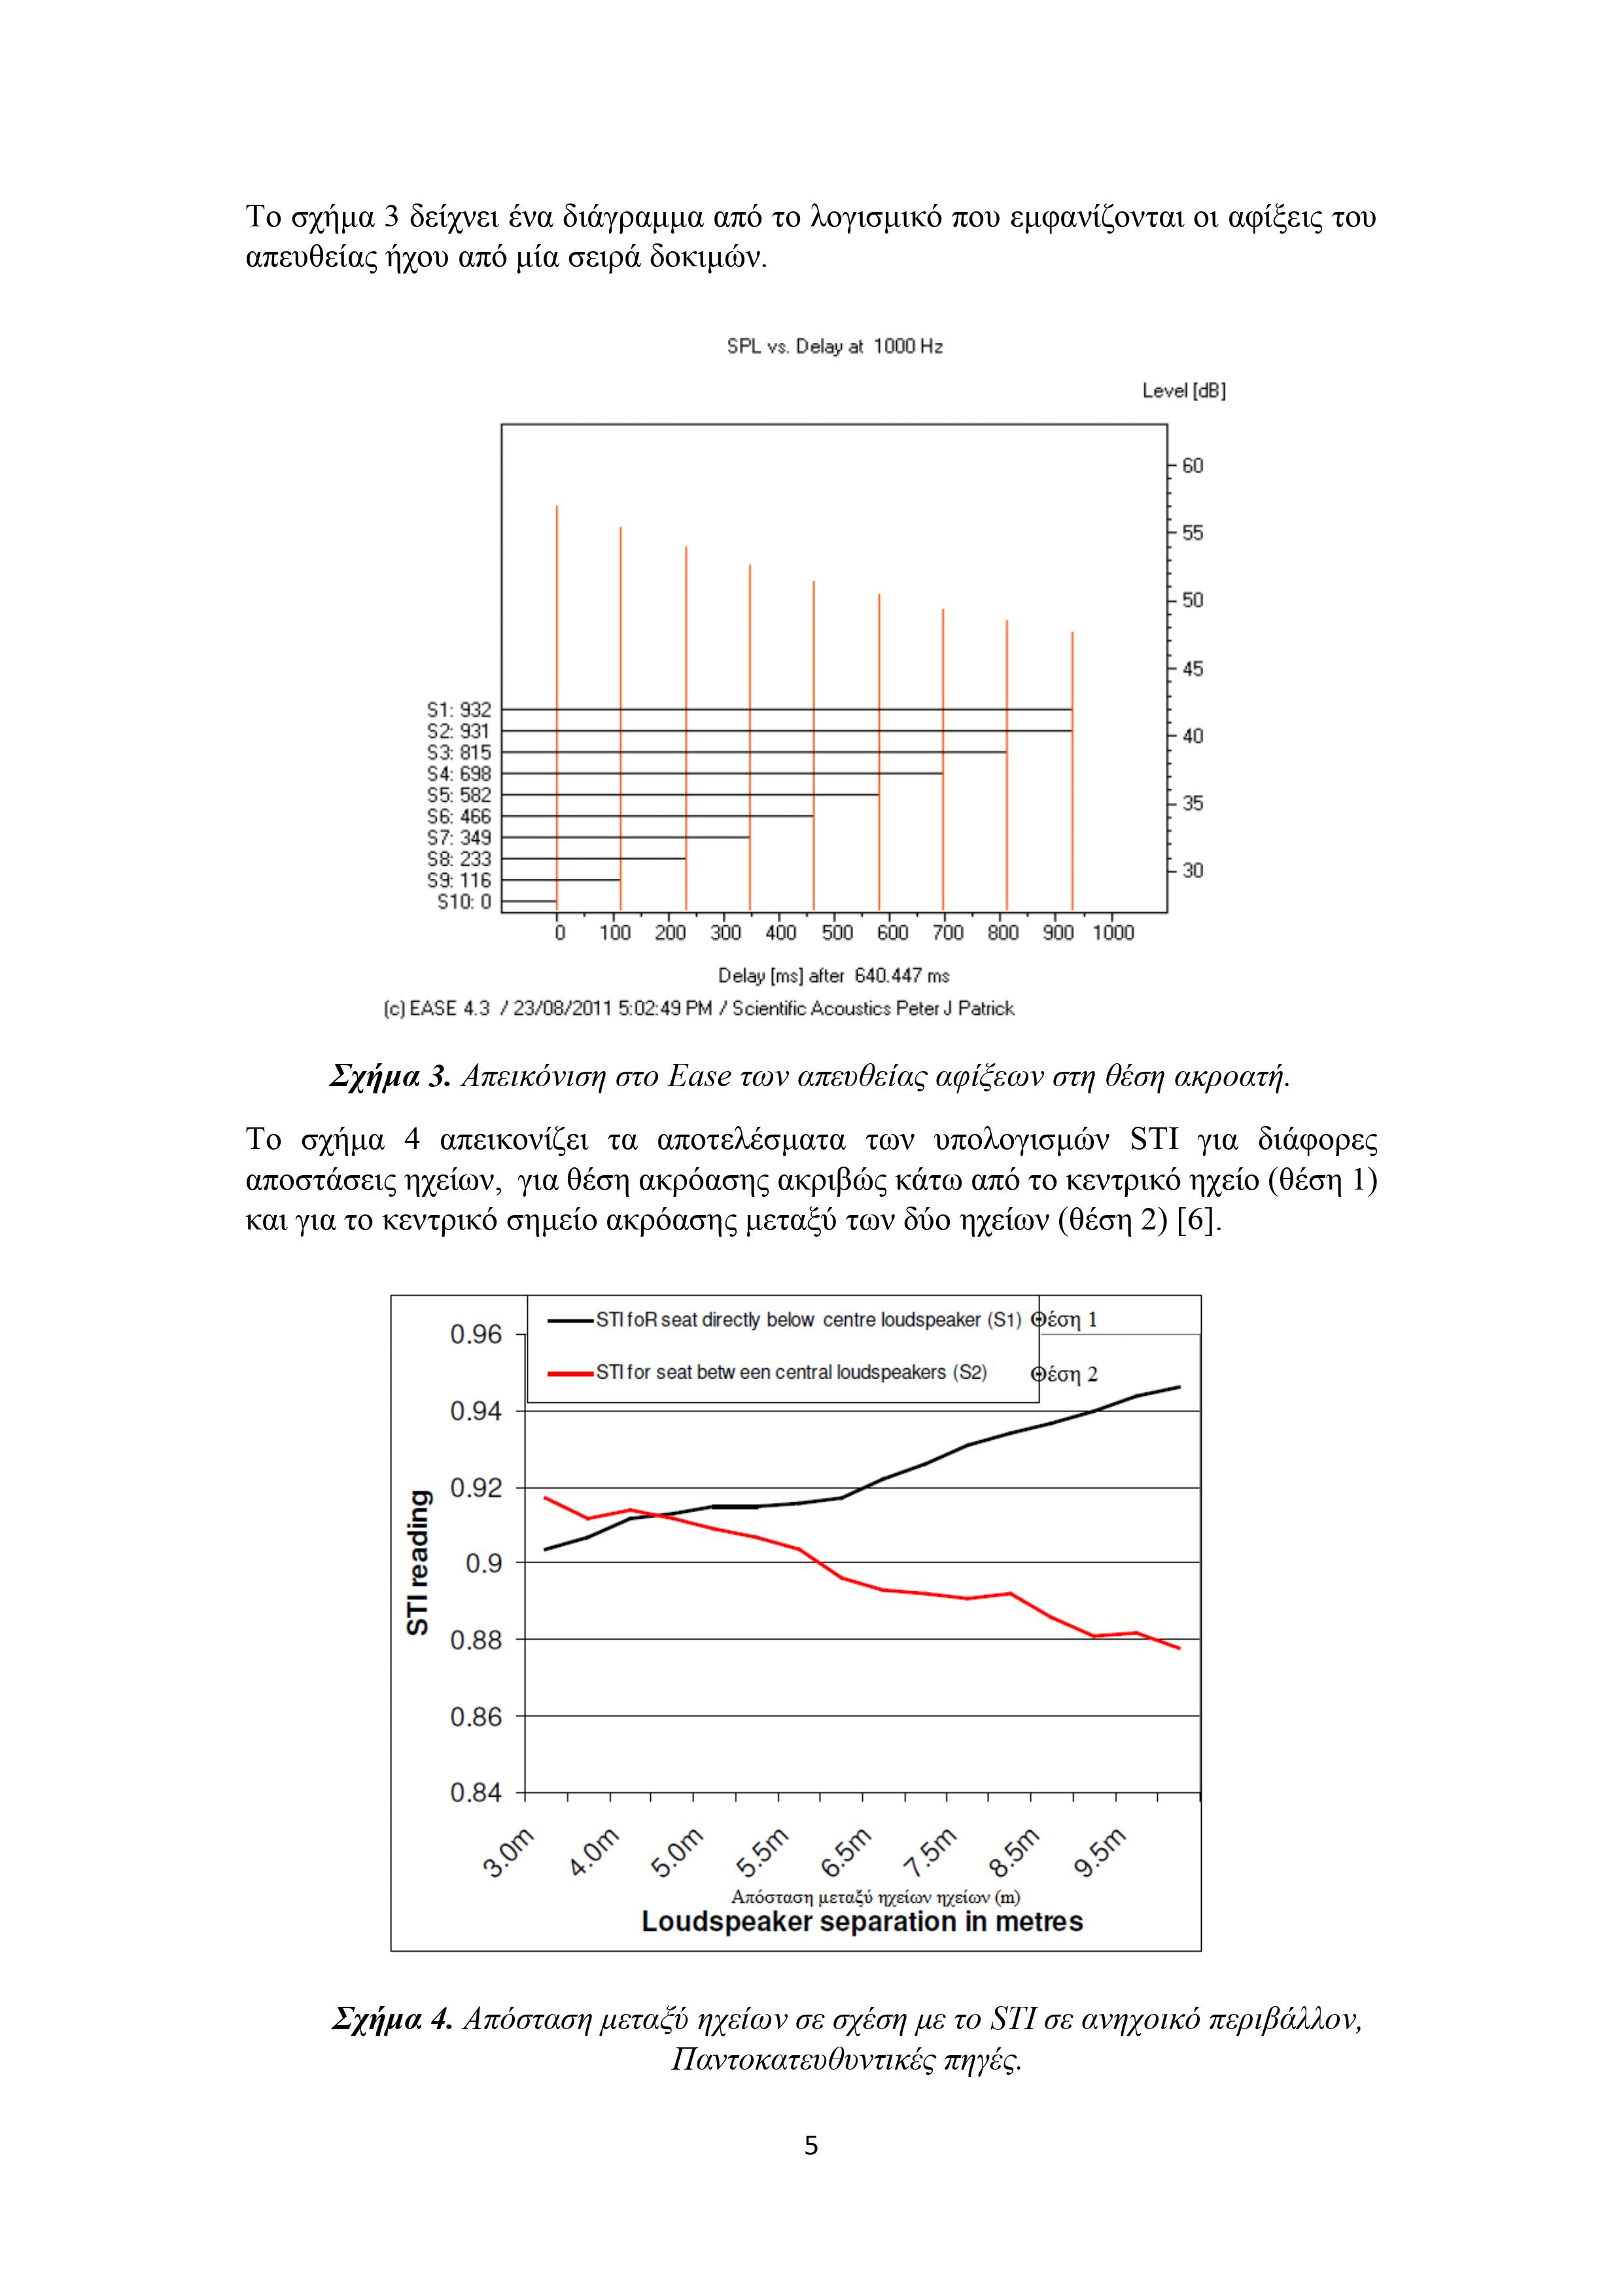 Το σχήμα 3 δείχνει ένα διάγραμμα από το λογισμικό που εμφανίζονται οι αφίξεις του
απευθείας ήχου από μία σειρά δοκιμών.
SPL vs. Delay at 1000 Hz
Level [dB]
60
55
50
45
40
35
30
S1: 932
S2: 931
S3: 815
S4: 698
S5: 582
S6: 466
S7: 349
S8: 233
S9: 116
S10: 0
0 100 200 300 400 500 600 700 800 900 1000
Delay [ms] after 640.447 ms
(c) EASE 4.3 / 23/08/2011 5:02:49 PM / Scientific Acoustics Peter J Patrick
Σχήμα 3. Απεικόνιση στο Ease των απευθείας αφίξεων στη θέση ακροατή.
Το σχήμα 4 απεικονίζει τα αποτελέσματα των υπολογισμών STI για διάφορες
αποστάσεις ηχείων, για θέση ακρόασης ακριβώς κάτω από το κεντρικό ηχείο (θέση 1)
και για το κεντρικό σημείο ακρόασης μεταξύ των δύο ηχείων (θέση 2) [6].
STI foR seat directly below centre loudspeaker (S1) Θέση 1
STI for seat betw een central loudspeakers (S2) Θέση 2
0.96
0.94
0.92
0.9
0.88
0.86
0.84
STI reading
3.0m 4.0m 5.0m 5.5m 6.5m 7.5m 8.5m 9.5m
Απόσταση μεταξύ ηχείων ηχείων (m)
Loudspeaker separation in metres
Σχήμα 4. Απόσταση μεταξύ ηχείων σε σχέση με το STI σε ανηχοικό περιβάλλον,
Παντοκατευθυντικές πηγές.
5